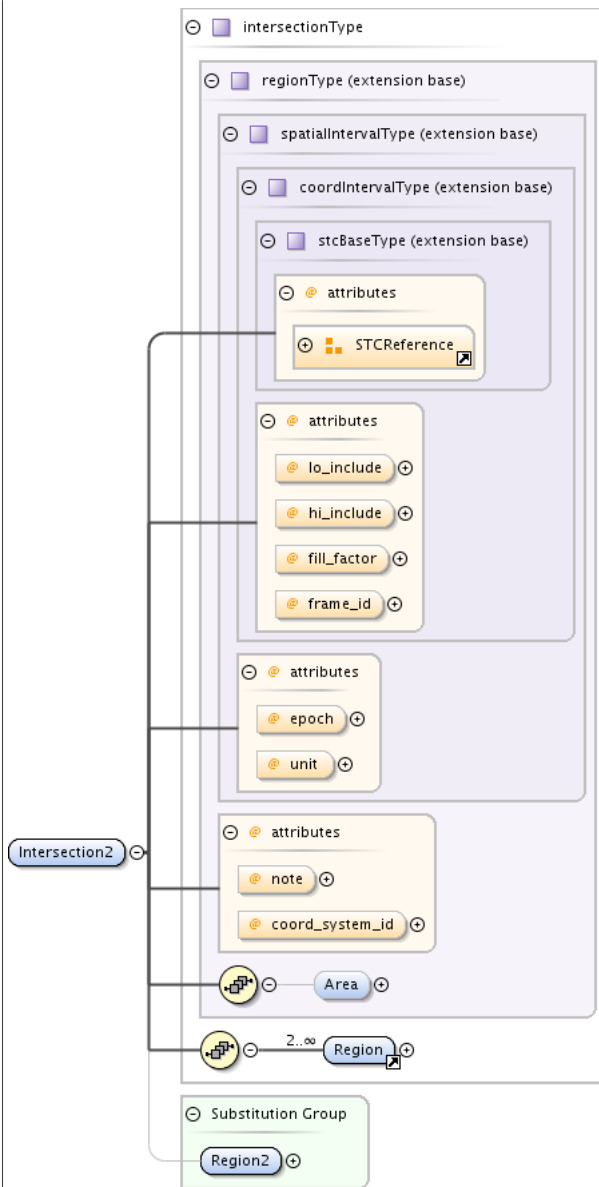 intersectionType
regionType (extension base)
spatialIntervalType (extension base)
coordIntervalType (extension base)
stcBaseType (extension base)
@ attributes
STCReference
@ attributes
@ lo_include
@ hi_include
@ fill_factor
@ frame_id
@ attributes
@ epoch
@ unit
Intersection2
@ attributes
@ note
@ coord_system_id
Area
2..∞
Region
Substitution Group
Region2